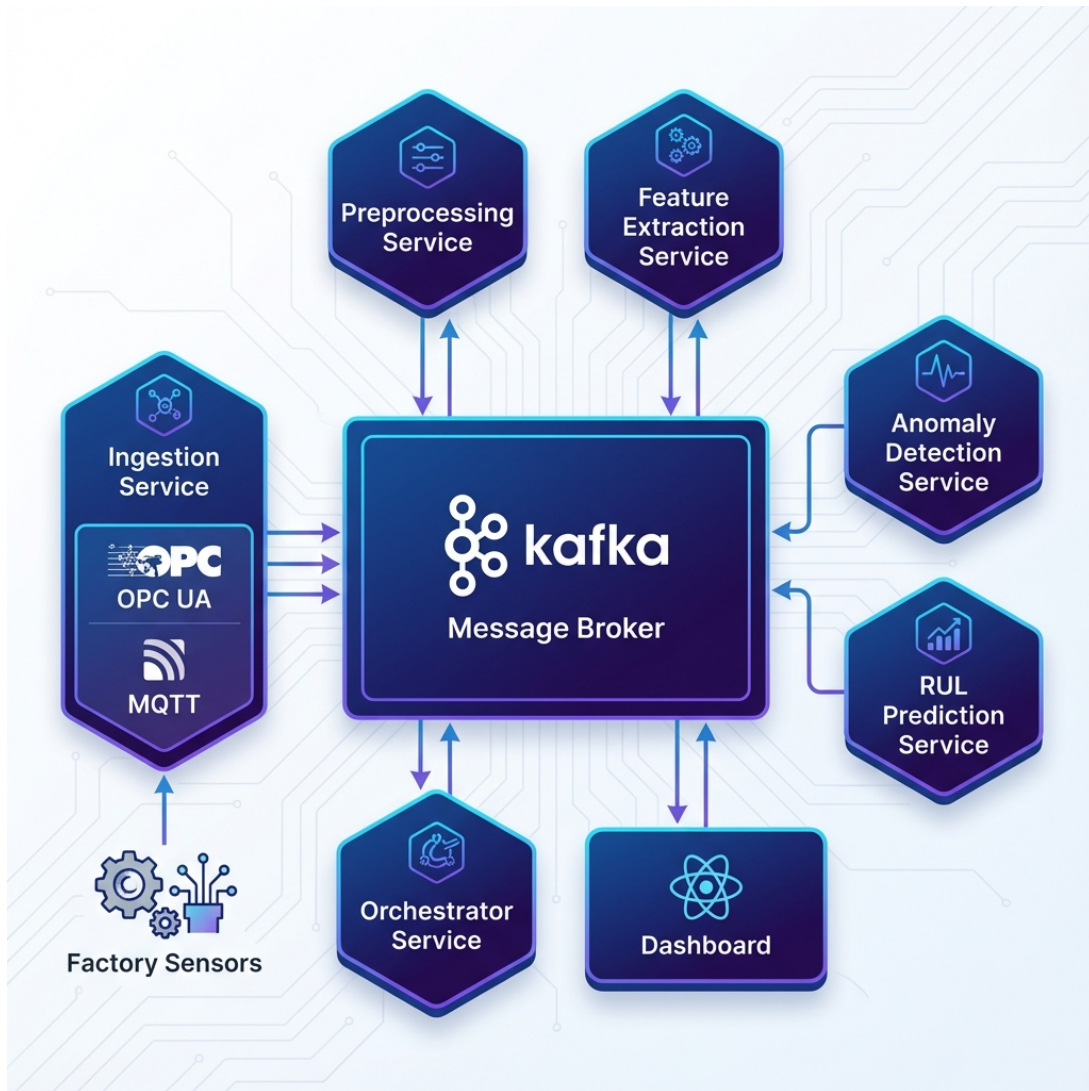 Preprocessing
Service
Feature
Extraction
Service
Ingestion
Service
OPC
OPC UA
MQTT
kafka
Message Broker
Anomaly
Detection
Service
RUL
Prediction
Service
Factory Sensors
Orchestrator
Service
Dashboard